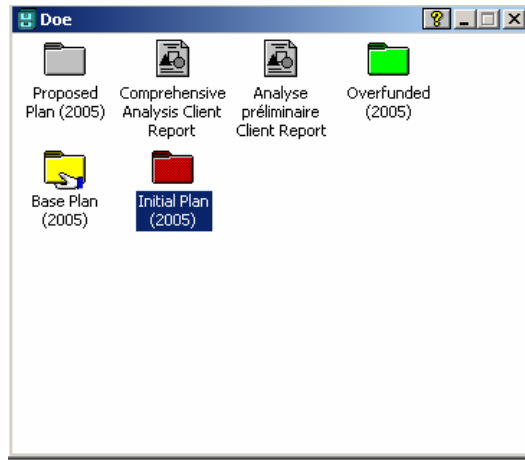 Doe
Proposed
Plan (2005)
Comprehensive
Analysis Client
Report
Analyse
préliminaire
Client Report
Overfunded
(2005)
Base Plan
(2005)
Initial Plan
(2005)